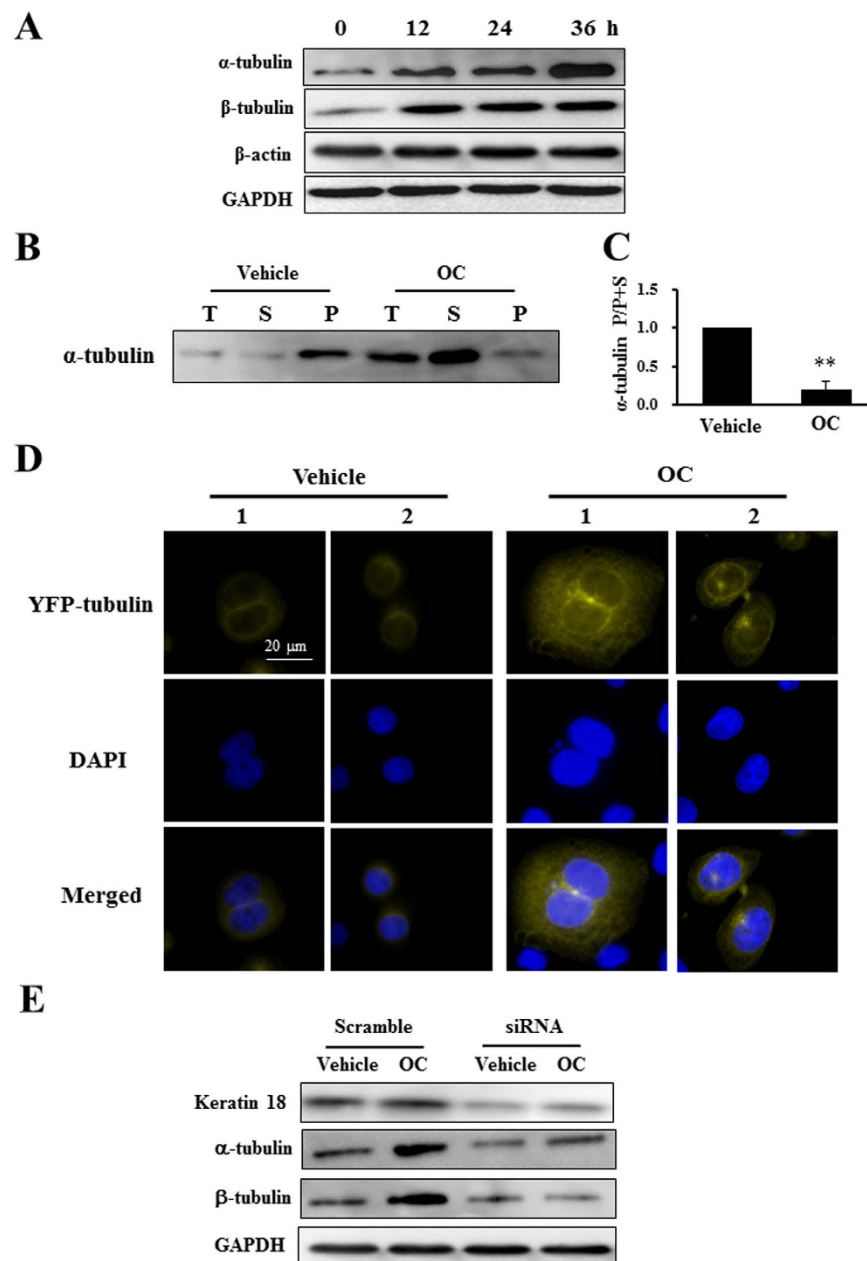 A
0 12 24 36 h
α-tubulin
β-tubulin
β-actin
GAPDH
B
Vehicle OC
T S P T S P
α-tubulin
C
α-tubulin P/P+S
1.5
1.0
0.5
0.0
**
Vehicle OC
D
Vehicle OC
1 2 1 2
YFP-tubulin
20 µm
DAPI
Merged
E
Scramble siRNA
Vehicle OC Vehicle OC
Keratin 18
α-tubulin
β-tubulin
GAPDH